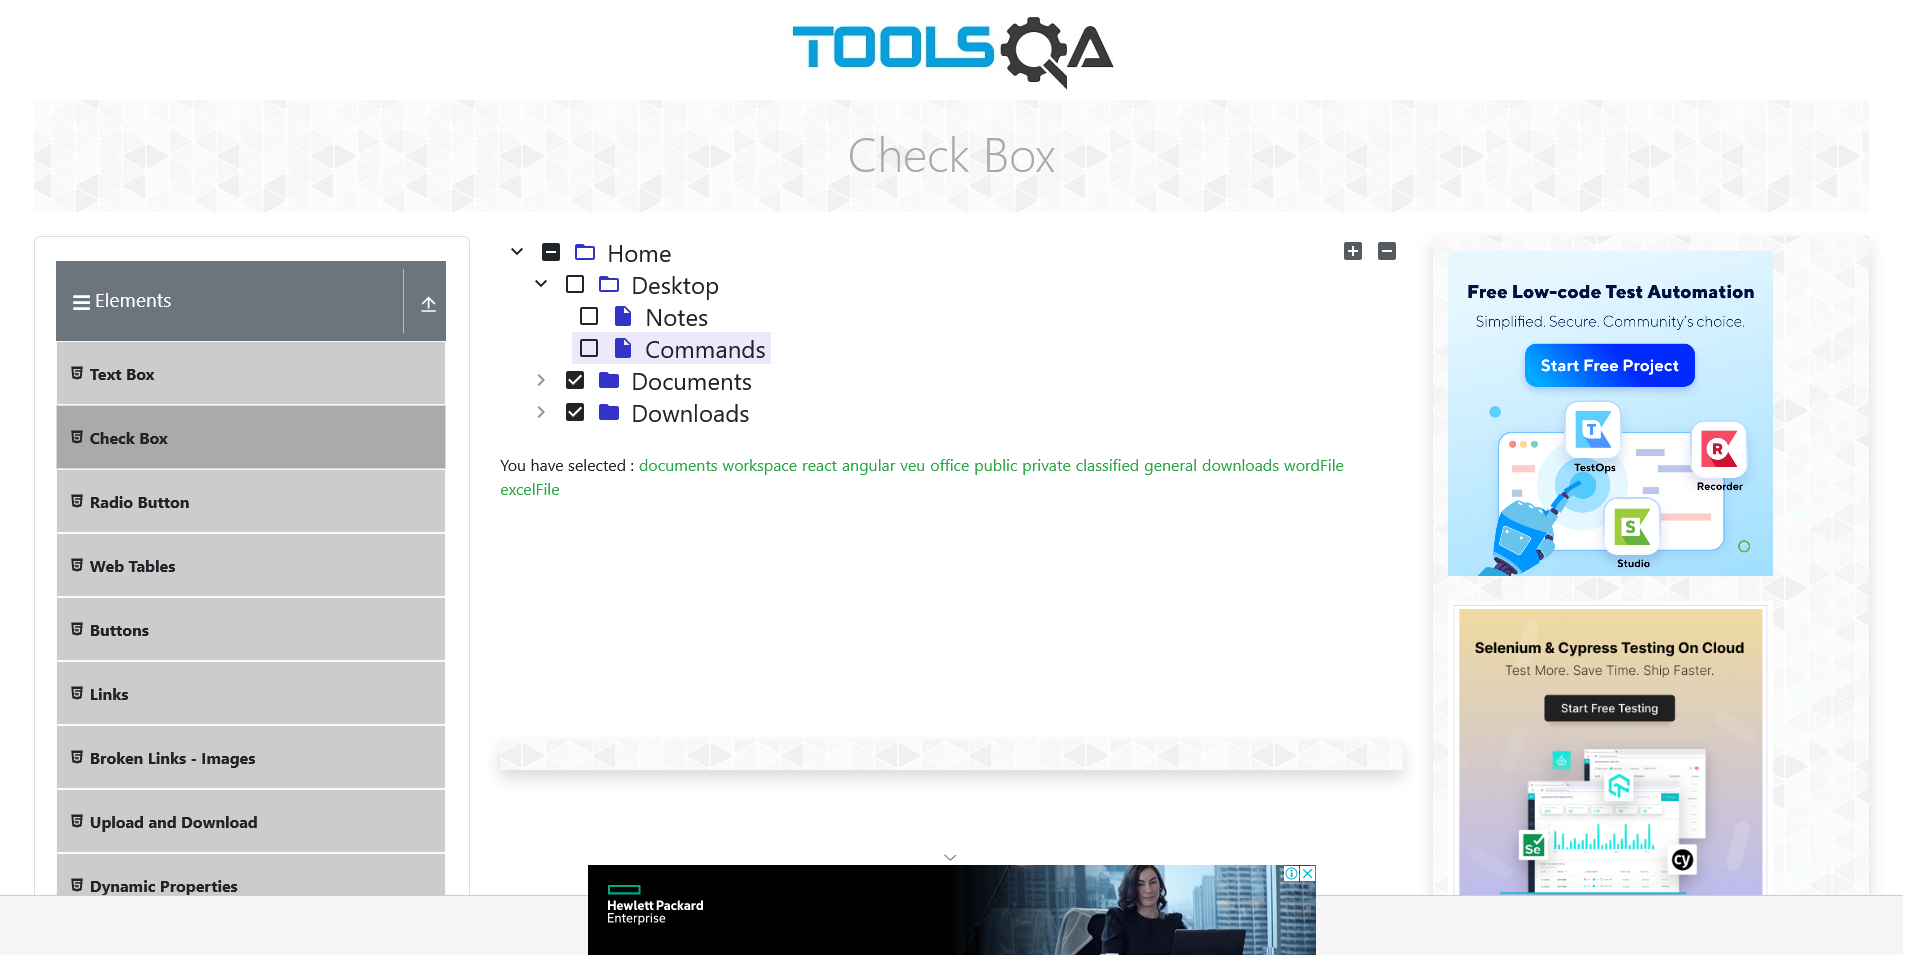 TOOLSQA
Check Box
Elements
Text Box
Check Box
Radio Button
Web Tables
Buttons
Links
Broken Links - Images
Upload and Download
Dynamic Properties
Home
Desktop
Notes
Commands
Documents
Downloads
You have selected : documents workspace react angular veu office public private classified general downloads wordFile
excelFile
Free Low-code Test Automation
Simplified. Secure. Community's choice.
Start Free Project
T
TestOps
R
Recorder
S
Studio
Selenium & Cypress Testing On Cloud
Test More. Save Time. Ship Faster.
Start Free Testing
Se
cy
Hewlett Packard
Enterprise